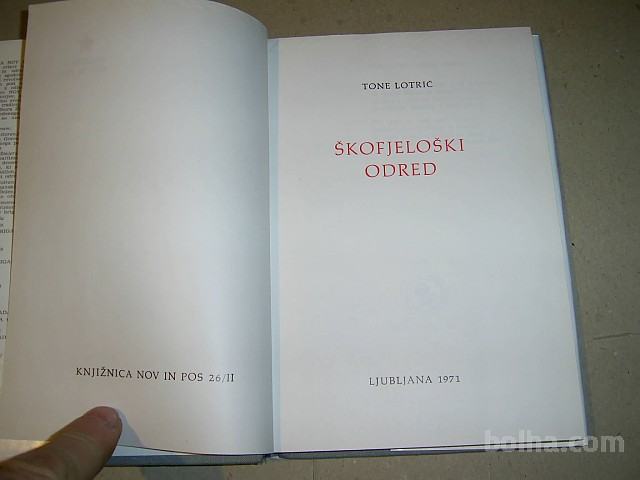 KNJIŽNICA NOV IN POS 26/II
TONE LOTRIČ
ŠKOFJELOŠKI
ODRED
LJUBLJANA 1971
bolha.com